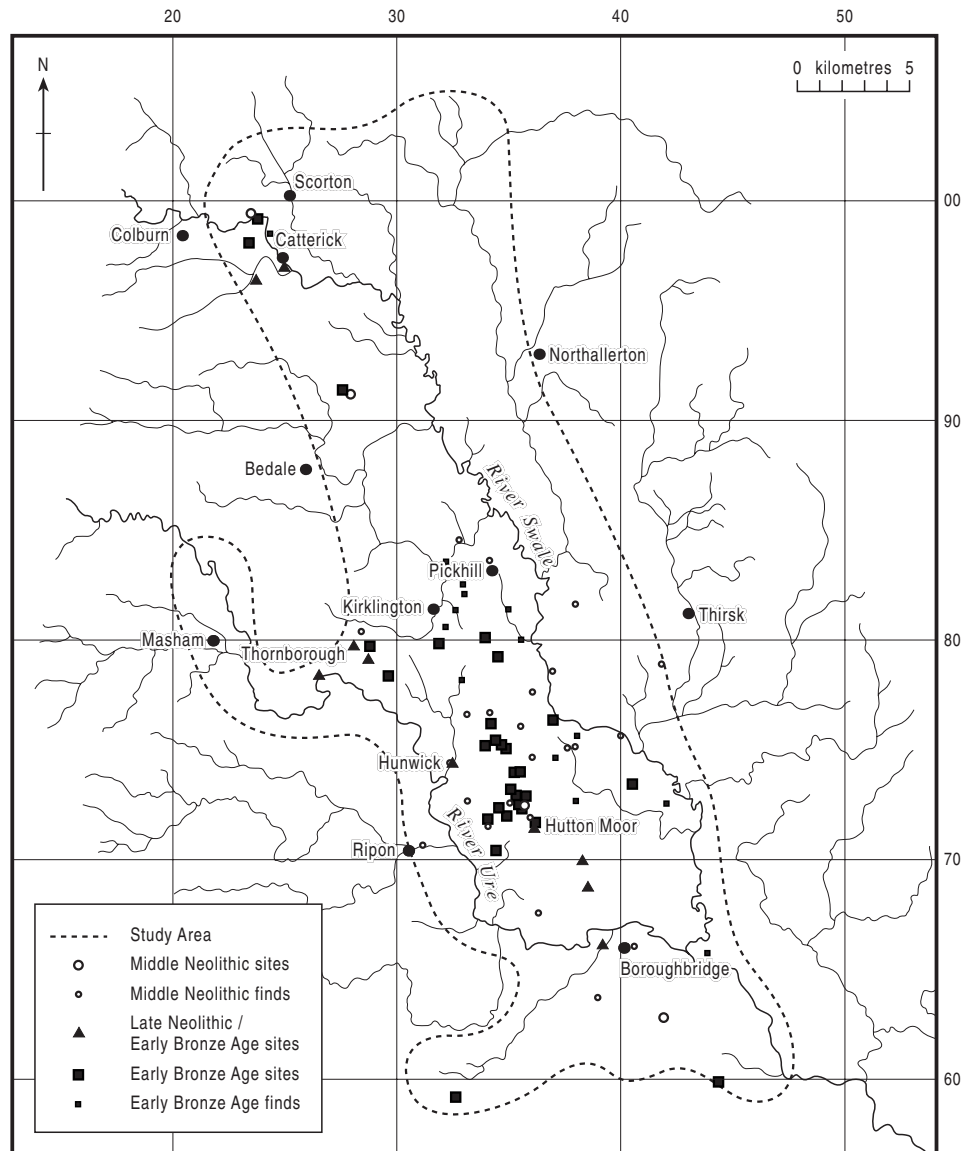 20 30 40 50
N
0 kilometres 5
Scorton
00
Colburn
Catterick
Northallerton
90
Bedale
River Swale
Pickhill
Kirklington
Thirsk
Masham
80
Thornborough
Hunwick
River Ure
Hutton Moor
Ripon
70
Study Area
Middle Neolithic sites
Middle Neolithic finds
Late Neolithic /
Early Bronze Age sites
Early Bronze Age sites
Early Bronze Age finds
Boroughbridge
60